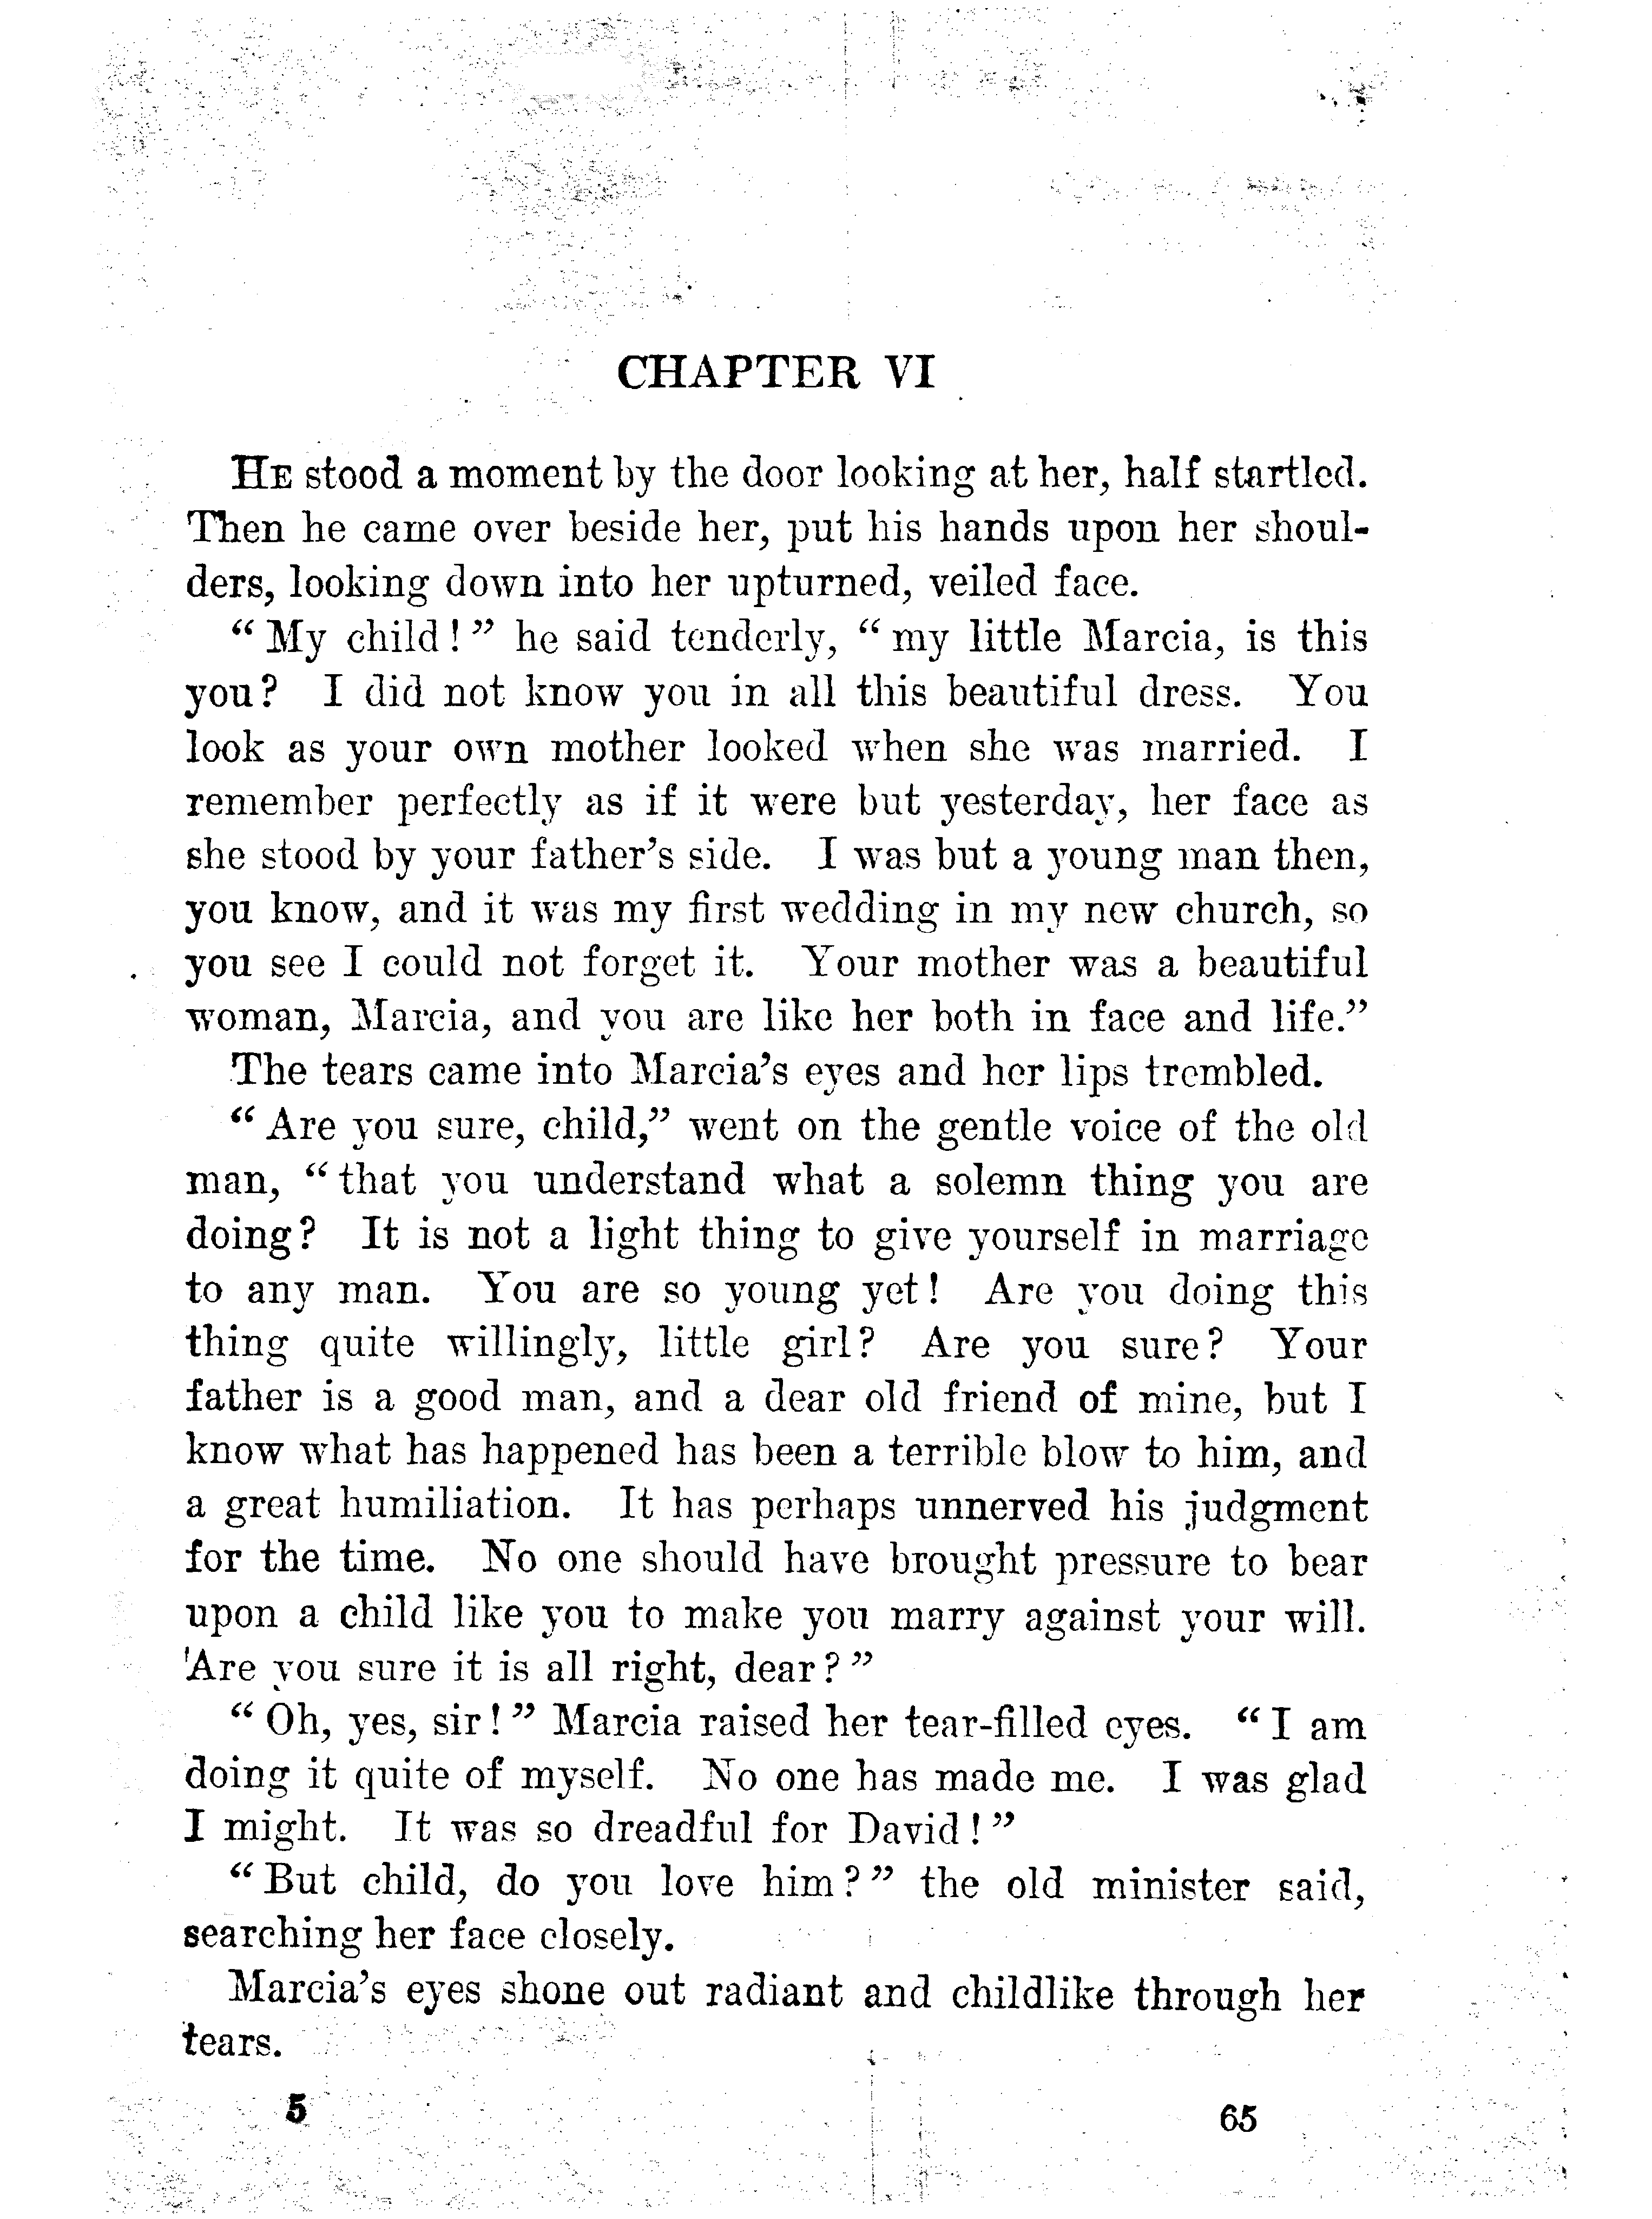 CHAPTER VI
HE stood a moment by the door looking at her, half startled.
Then he came over beside her, put his hands upon her shoul-
ders, looking down into her upturned, veiled face.
“My child!” he said tenderly, “my little Marcia, is this
you? I did not know you in all this beautiful dress. You
look as your own mother looked when she was married. I
remember perfectly as if it were but yesterday, her face as
she stood by your father’s side. I was but a young man then,
you know, and it was my first wedding in my new church, so
you see I could not forget it. Your mother was a beautiful
woman, Marcia, and you are like her both in face and life.”
The tears came into Marcia’s eyes and her lips trembled.
“Are you sure, child,” went on the gentle voice of the old
man, “that you understand what a solemn thing you are
doing? It is not a light thing to give yourself in marriage
to any man. You are so young yet! Are you doing this
thing quite willingly, little girl? Are you sure? Your
father is a good man, and a dear old friend of mine, but I
know what has happened has been a terrible blow to him, and
a great humiliation. It has perhaps unnerved his judgment
for the time. No one should have brought pressure to bear
upon a child like you to make you marry against your will.
Are you sure it is all right, dear?”
“Oh, yes, sir!” Marcia raised her tear-filled eyes. “I am
doing it quite of myself. No one has made me. I was glad
I might. It was so dreadful for David!”
“But child, do you love him?” the old minister said,
searching her face closely.
Marcia’s eyes shone out radiant and childlike through her
tears.
5 65